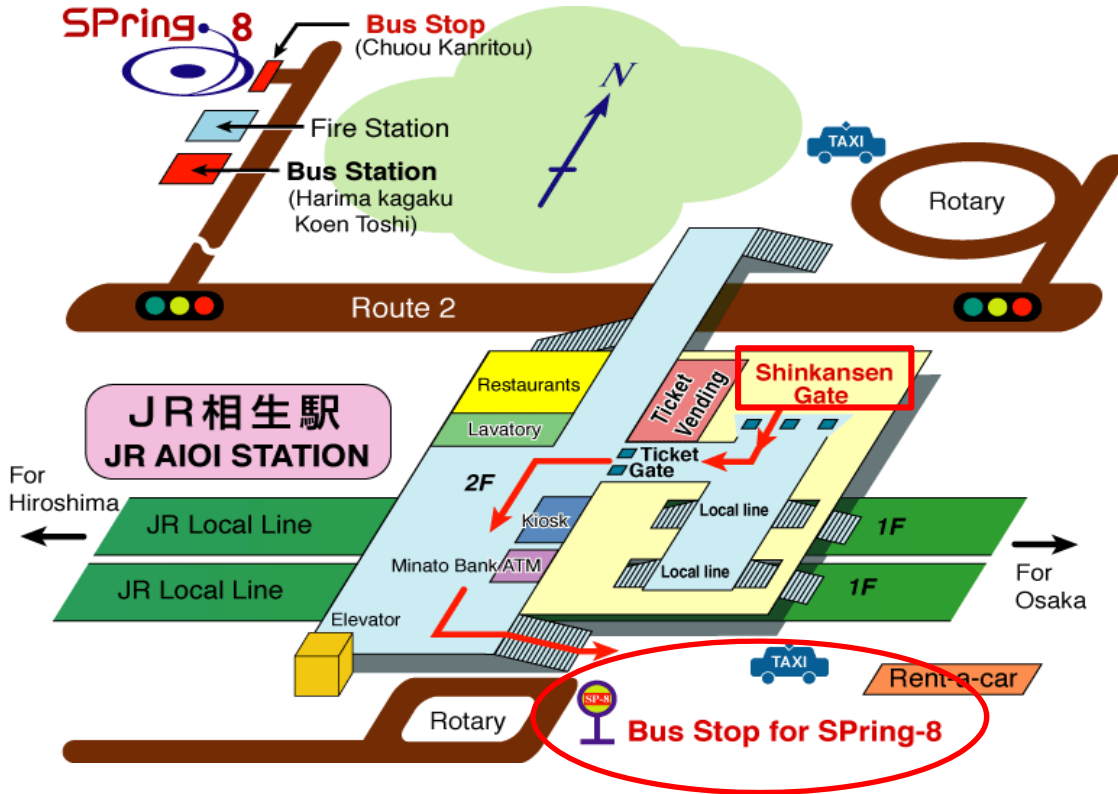 SPring-8
Bus Stop
(Chuou Kanritou)
Fire Station
Bus Station
(Harima kagaku
Koen Toshi)
N
TAXI
Rotary
Route 2
Restaurants
Lavatory
Ticket
Vending
Shinkansen
Gate
JR相生駅
JR AIOI STATION
For
Hiroshima
2F
Ticket
Gate
JR Local Line
Kiosk
Local line
1F
Minato Bank ATM
JR Local Line
Local line
1F
For
Osaka
Elevator
TAXI
Rent-a-car
Rotary
SP-8
Bus Stop for SPring-8